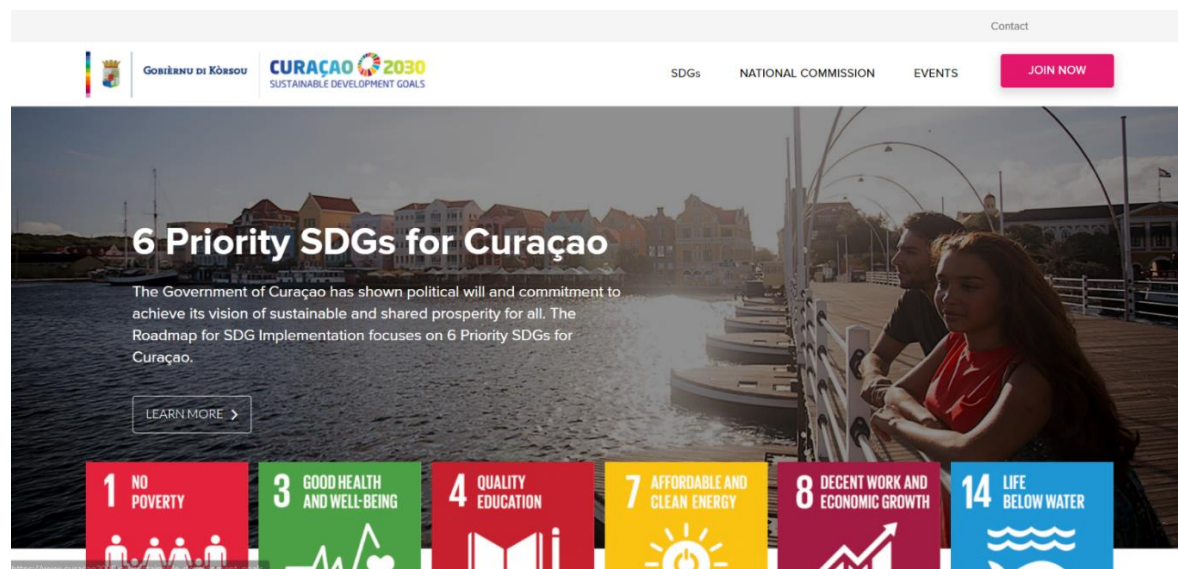 Contact
GOBIÈRNU DI KÒRSOU
CURAÇAO 2030
SUSTAINABLE DEVELOPMENT GOALS
SDGs
NATIONAL COMMISSION
EVENTS
JOIN NOW
6 Priority SDGs for Curaçao
The Government of Curaçao has shown political will and commitment to
achieve its vision of sustainable and shared prosperity for all. The
Roadmap for SDG Implementation focuses on 6 Priority SDGs for
Curaçao.
LEARN MORE
1 NO
POVERTY
3 GOOD HEALTH
AND WELL-BEING
4 QUALITY
EDUCATION
7 AFFORDABLE AND
CLEAN ENERGY
8 DECENT WORK AND
ECONOMIC GROWTH
14 LIFE
BELOW WATER